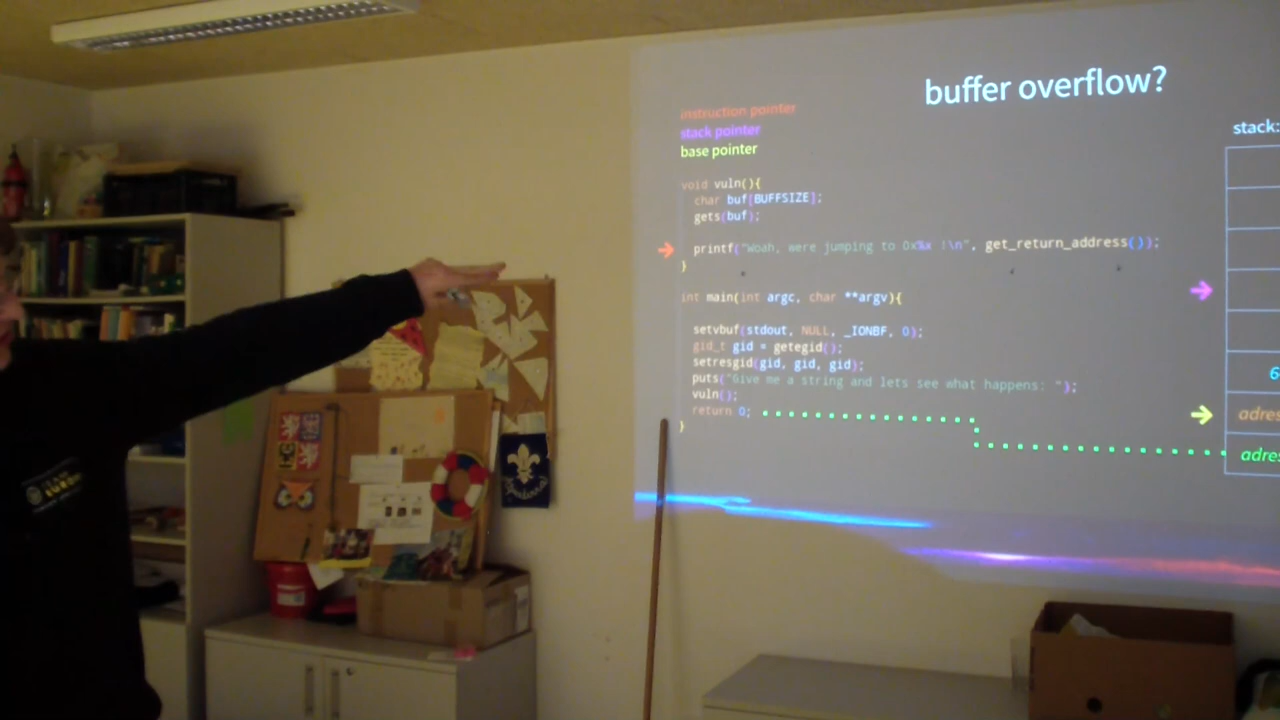 buffer overflow?
instruction pointer
stack pointer
base pointer
stack:
void vuln(){
char buf[BUFFSIZE];
gets(buf);
printf("Woah, were jumping to 0x%x !\n", get_return_address());
}
int main(int argc, char **argv){
setvbuf(stdout, NULL, _IONBF, 0);
gid_t gid = getegid();
setresgid(gid, gid, gid);
puts("Give me a string and lets see what happens: ");
vuln();
return 0;
}
6
adres
adres